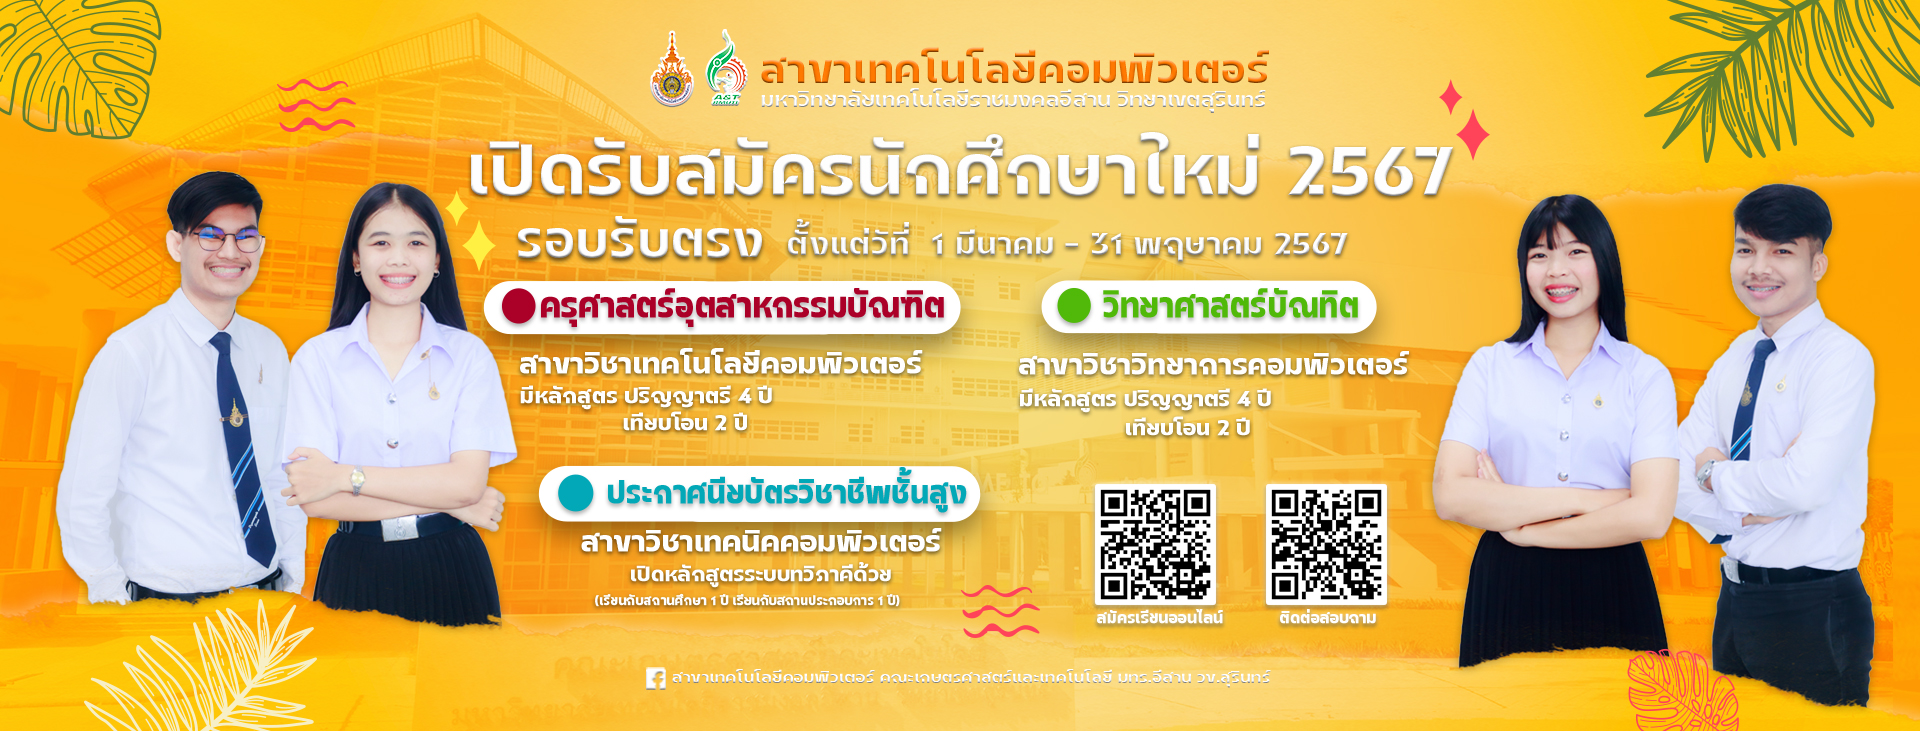 สาขาเทคโนโลยีคอมพิวเตอร์
มหาวิทยาลัยเทคโนโลยีราชมงคลอีสาน วิทยาเขตสุรินทร์
เปิดรับสมัครนักศึกษาใหม่ 2567
รอบรับตรง ตั้งแต่วัที่ 1 มีนาคม - 31 พฤษาคม 2567
ครุศาสตร์อุตสาหกรรมบัณฑิต
สาขาวิชาเทคโนโลยีคอมพิวเตอร์
มีหลักสูตร ปริญญาตรี 4 ปี
เทียบโอน 2 ปี
วิทยาศาสตร์บัณฑิต
สาขาวิชาวิทยาการคอมพิวเตอร์
มีหลักสูตร ปริญญาตรี 4 ปี
เทียบโอน 2 ปี
ประกาศนียบัตรวิชาชีพชั้นสูง
สาขาวิชาเทคนิคคอมพิวเตอร์
เปิดหลักสูตรระบบทวิภาคีด้วย
(เรียนกับสถานศึกษา 1 ปี เรียนกับสถานประกอบการ 1 ปี)
สมัครเรียนออนไลน์
ติดต่อสอบถาม
สาขาเทคโนโลยีคอมพิวเตอร์ คณะเกษตรศาสตร์และเทคโนโลยี มทร.อีสาน วข.สุรินทร์